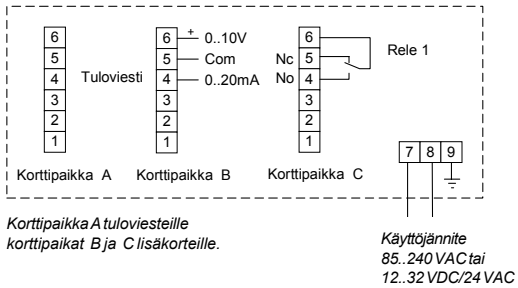 6
5
4
3
2
1
Tuloviesti
Korttipaikka A
6 + 0..10V
5 Com
4 0..20mA
3
2
1
Korttipaikka B
6
Nc 5
No 4
3
2
1
Rele 1
Korttipaikka C
7 8 9
Korttipaikka A tuloviesteille
korttipaikat B ja C lisäkorteille.
Käyttöjännite
85..240 VAC tai
12..32 VDC/24 VAC